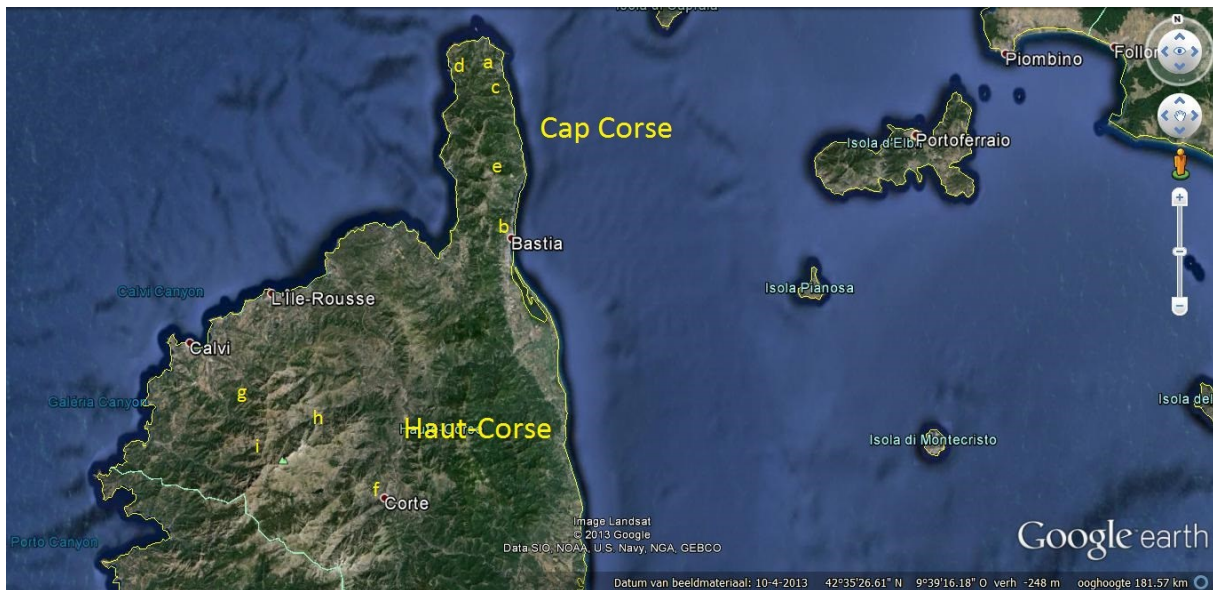 Isola di Capraia
N
d
a
c
Piombino
Follon
Cap Corse
Portoferraio
e
b
Bastia
Isola Pianosa
Calvi Canyon
L'Île-Rousse
Calvi
g
Galeria Canyon
h
Isola del
Haut-Corse
i
Isola di Montecristo
f
Corte
Porto Canyon
Image Landsat
© 2013 Google
Data SIO, NOAA, U.S. Navy, NGA, GEBCO
Google earth
Datum van beeldmateriaal: 10-4-2013 42°35'26.61" N 9°39'16.18" O verh -248 m ooghoogte 181.57 km